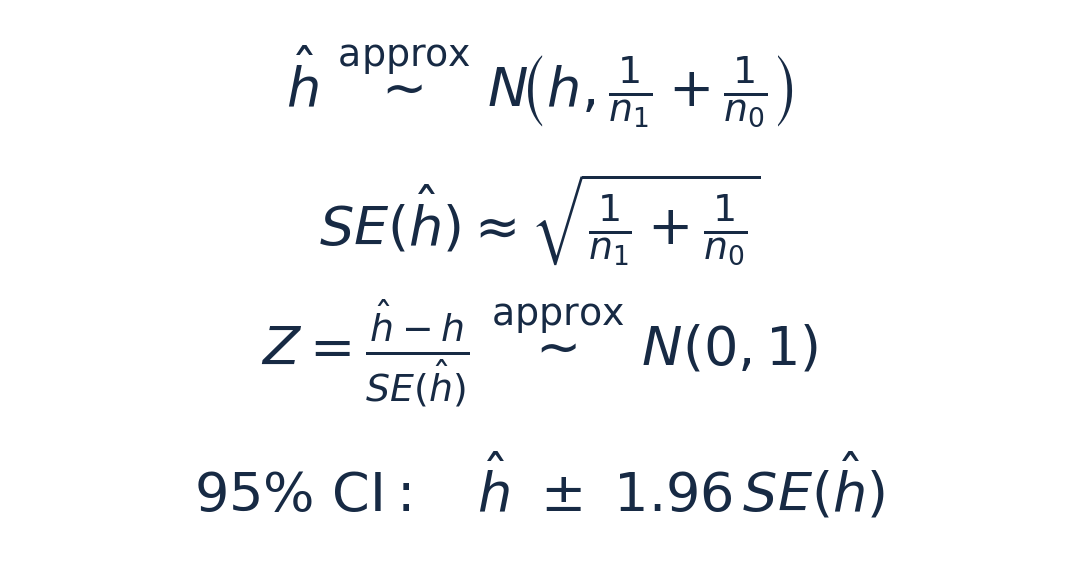 ĥ approx ~ N(h, 1/n₁ + 1/n₀)
SE(ĥ) ≈ √(1/n₁ + 1/n₀)
Z = (ĥ − h)/SE(ĥ) approx ~ N(0, 1)
95% CI : ĥ ± 1.96 SE(ĥ)